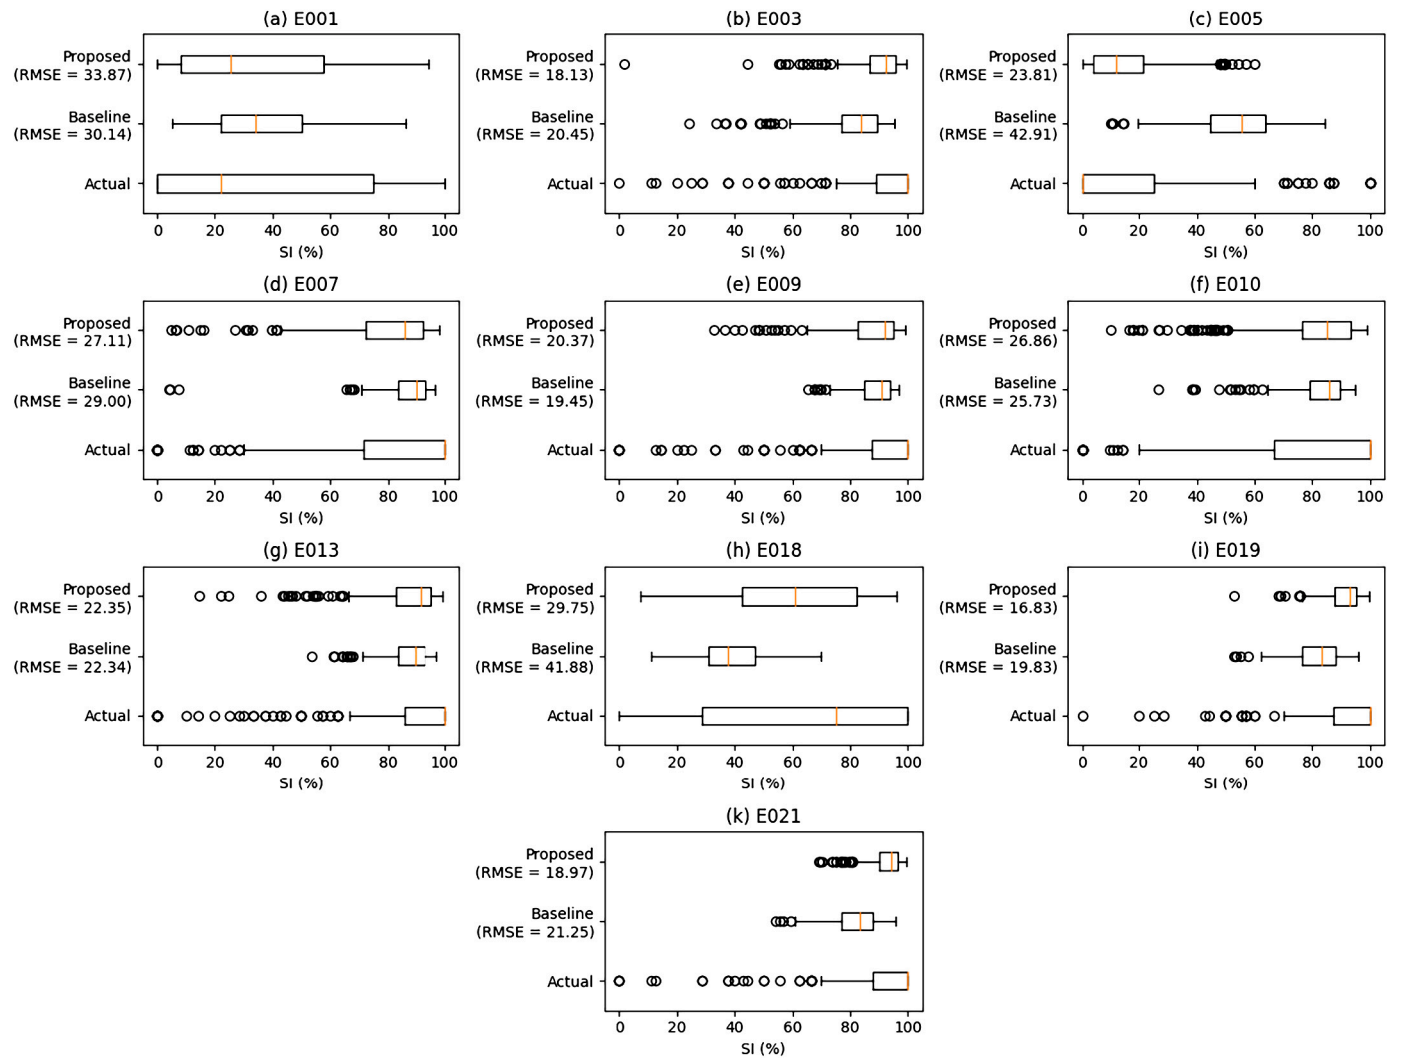 (a) E001
Proposed
(RMSE = 33.87)
Baseline
(RMSE = 30.14)
Actual
0 20 40 60 80 100
SI (%)
(b) E003
Proposed
(RMSE = 18.13)
Baseline
(RMSE = 20.45)
Actual
0 20 40 60 80 100
SI (%)
(c) E005
Proposed
(RMSE = 23.81)
Baseline
(RMSE = 42.91)
Actual
0 20 40 60 80 100
SI (%)
(d) E007
Proposed
(RMSE = 27.11)
Baseline
(RMSE = 29.00)
Actual
0 20 40 60 80 100
SI (%)
(e) E009
Proposed
(RMSE = 20.37)
Baseline
(RMSE = 19.45)
Actual
0 20 40 60 80 100
SI (%)
(f) E010
Proposed
(RMSE = 26.86)
Baseline
(RMSE = 25.73)
Actual
0 20 40 60 80 100
SI (%)
(g) E013
Proposed
(RMSE = 22.35)
Baseline
(RMSE = 22.34)
Actual
0 20 40 60 80 100
SI (%)
(h) E018
Proposed
(RMSE = 29.75)
Baseline
(RMSE = 41.88)
Actual
0 20 40 60 80 100
SI (%)
(i) E019
Proposed
(RMSE = 16.83)
Baseline
(RMSE = 19.83)
Actual
0 20 40 60 80 100
SI (%)
(k) E021
Proposed
(RMSE = 18.97)
Baseline
(RMSE = 21.25)
Actual
0 20 40 60 80 100
SI (%)